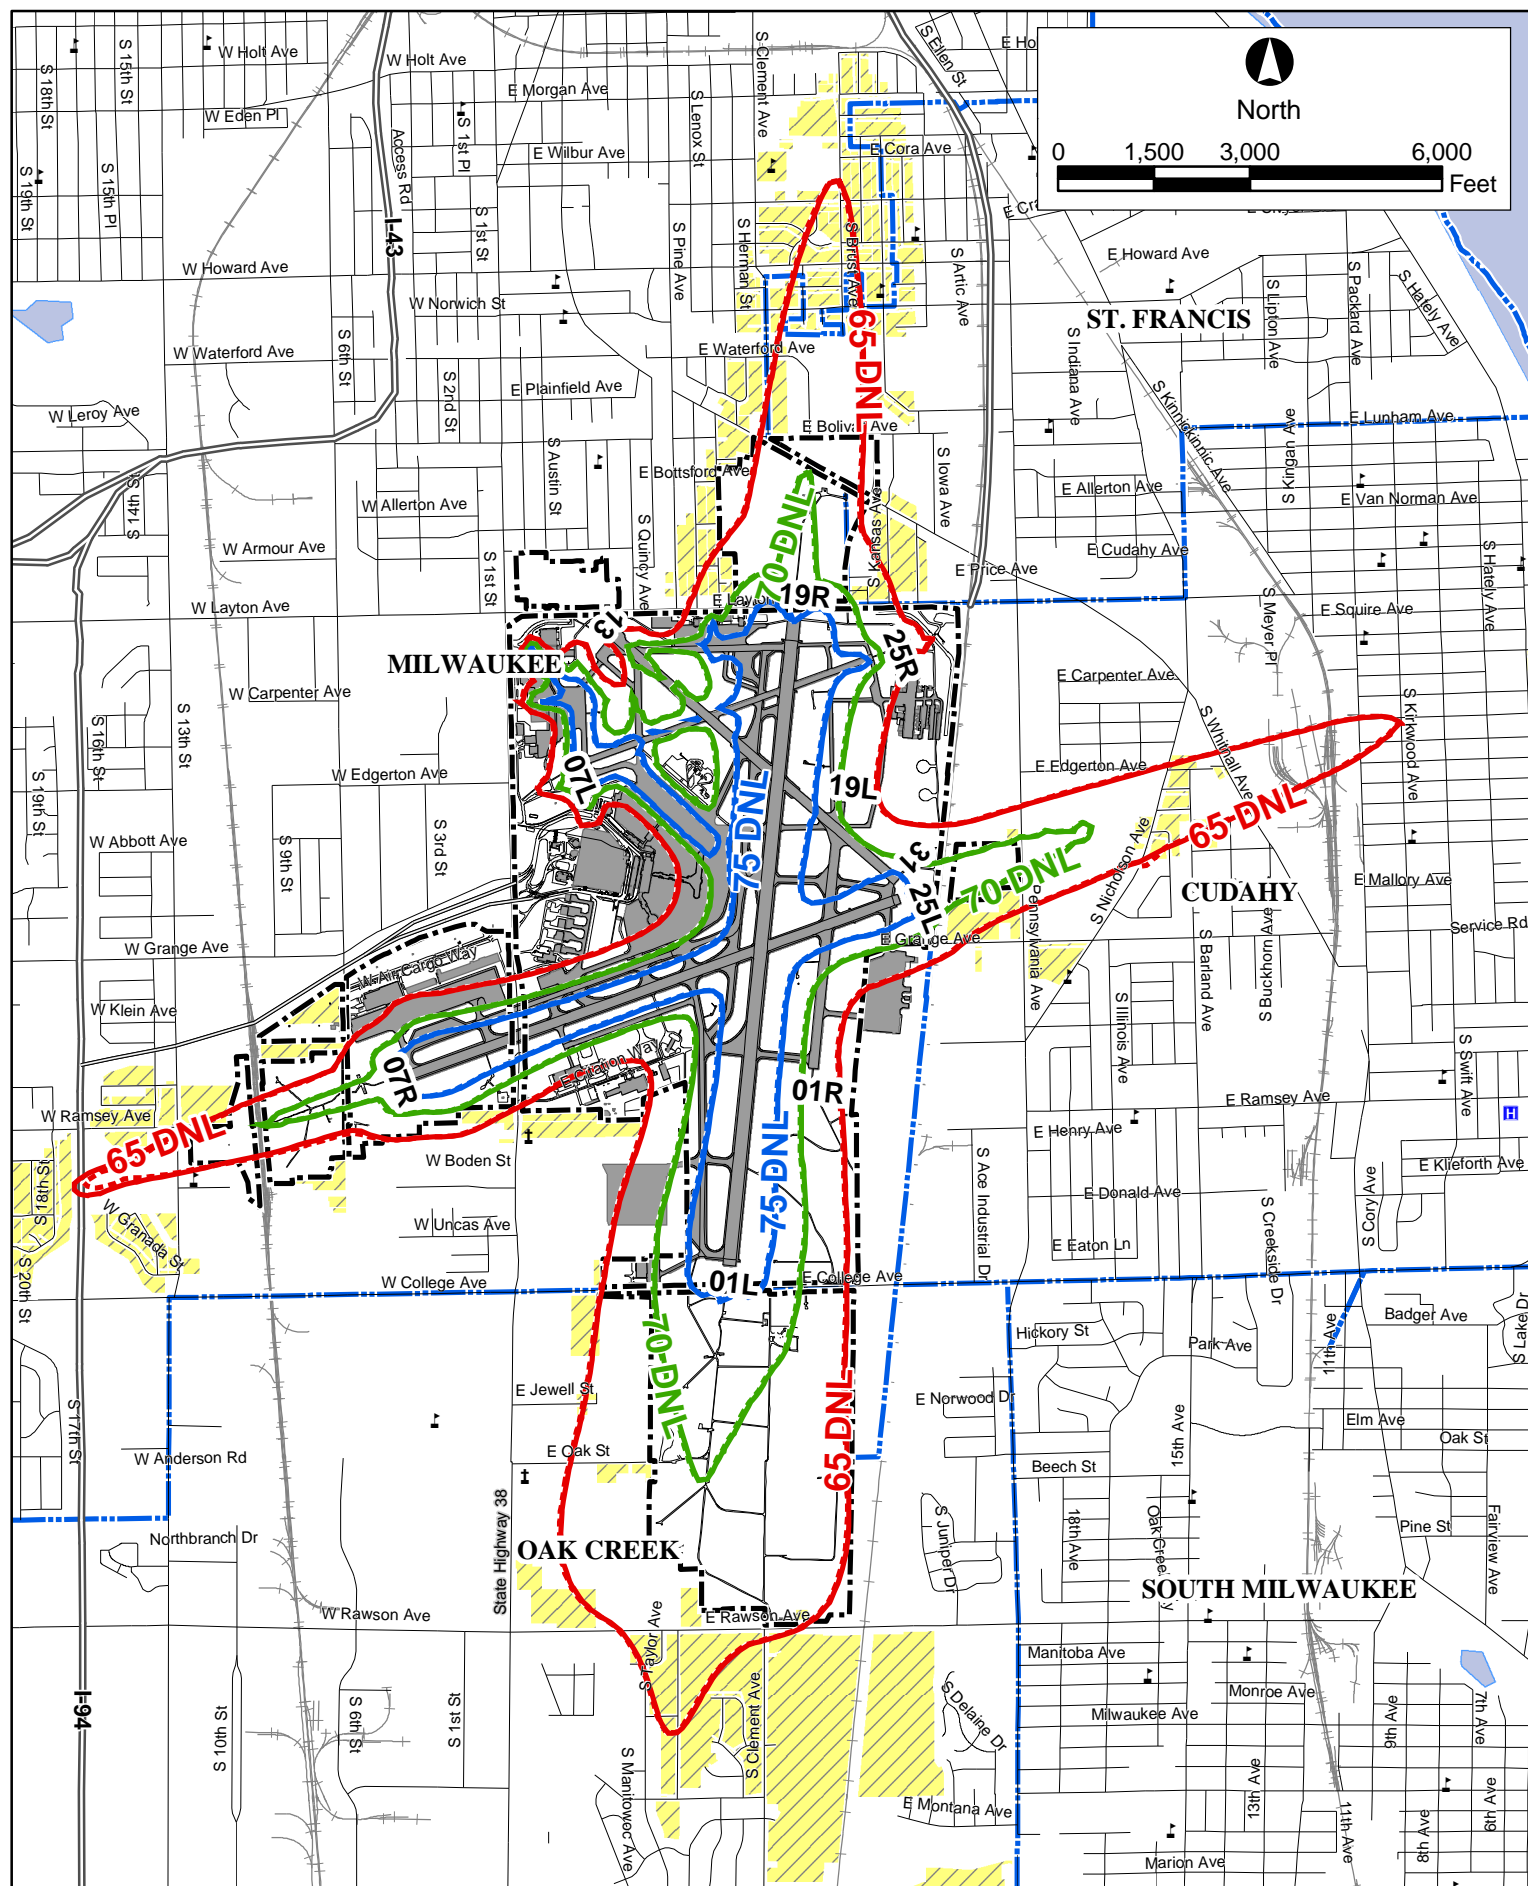 S 18th St
S 15th St
W Holt Ave
W Holt Ave
S Clement Ave
S Ellen St
North
0 1,500 3,000 6,000
Feet
W Eden Pl
E Morgan Ave
Access Rd
S 1st Pl
S Lenox St
E Wilbur Ave
E Cora Ave
S 19th St
S 15th Pl
I-43
S 1st St
S Pine Ave
S Herman St
S Brust Ave
S Artic Ave
E Howard Ave
W Howard Ave
W Norwich St
S Lipton Ave
S Packard Ave
S Hately Ave
ST. FRANCIS
65 DNL
W Waterford Ave
S 6th St
E Waterford Ave
S Indiana Ave
S 2nd St
E Plainfield Ave
S Kinnickinnic Ave
W Leroy Ave
E Lunham Ave
E Bolivar Ave
S Austin St
E Bottsford Ave
S Iowa Ave
S Kingan Ave
S 14th St
W Allerton Ave
E Allerton Ave
E Van Norman Ave
70 DNL
S Quincy Ave
S Kansas Ave
W Armour Ave
E Cudahy Ave
S 1st St
E Price Ave
S Hately Ave
W Layton Ave
19R
S Meyer Pl
E Squire Ave
13
25R
MILWAUKEE
E Carpenter Ave
W Carpenter Ave
S 16th St
S 13th St
S Whitnall Ave
S Kirkwood Ave
W Edgerton Ave
07L
75 DNL
19L
E Edgerton Ave
S 19th St
65 DNL
W Abbott Ave
S 9th St
S 3rd St
31
70 DNL
S Nicholson Ave
E Mallory Ave
CUDAHY
25L
S Pennsylvania Ave
Service Rd
W Grange Ave
E Grange Ave
W Air Cargo Way
S Barland Ave
S Buckhorn Ave
W Klein Ave
S Illinois Ave
S Swift Ave
E Citation Way
07R
01R
W Ramsey Ave
E Ramsey Ave
H
65 DNL
E Henry Ave
W Boden St
75 DNL
E Klieforth Ave
S 18th St
S Ace Industrial Dr
E Donald Ave
W Granada St
W Uncas Ave
S Creekside Dr
S Cory Ave
E Eaton Ln
S 20th St
W College Ave
01L
E College Ave
Badger Ave
S Lake Dr
Hickory St
Park Ave
11th Ave
70 DNL
E Jewell St
65 DNL
E Norwood Dr
S 17th St
15th Ave
Elm Ave
W Anderson Rd
E Oak St
Oak St
Beech St
State Highway 38
S Juniper Dr
18th Ave
Northbranch Dr
Pine St
Fairview Ave
OAK CREEK
SOUTH MILWAUKEE
W Rawson Ave
S Taylor Ave
E Rawson Ave
Manitoba Ave
I-94
S 10th St
S 6th St
S 1st St
S Clement Ave
S Delaine Dr
Monroe Ave
Milwaukee Ave
9th Ave
7th Ave
S Manitowoc Ave
E Montana Ave
13th Ave
11th Ave
8th Ave
6th Ave
Marion Ave